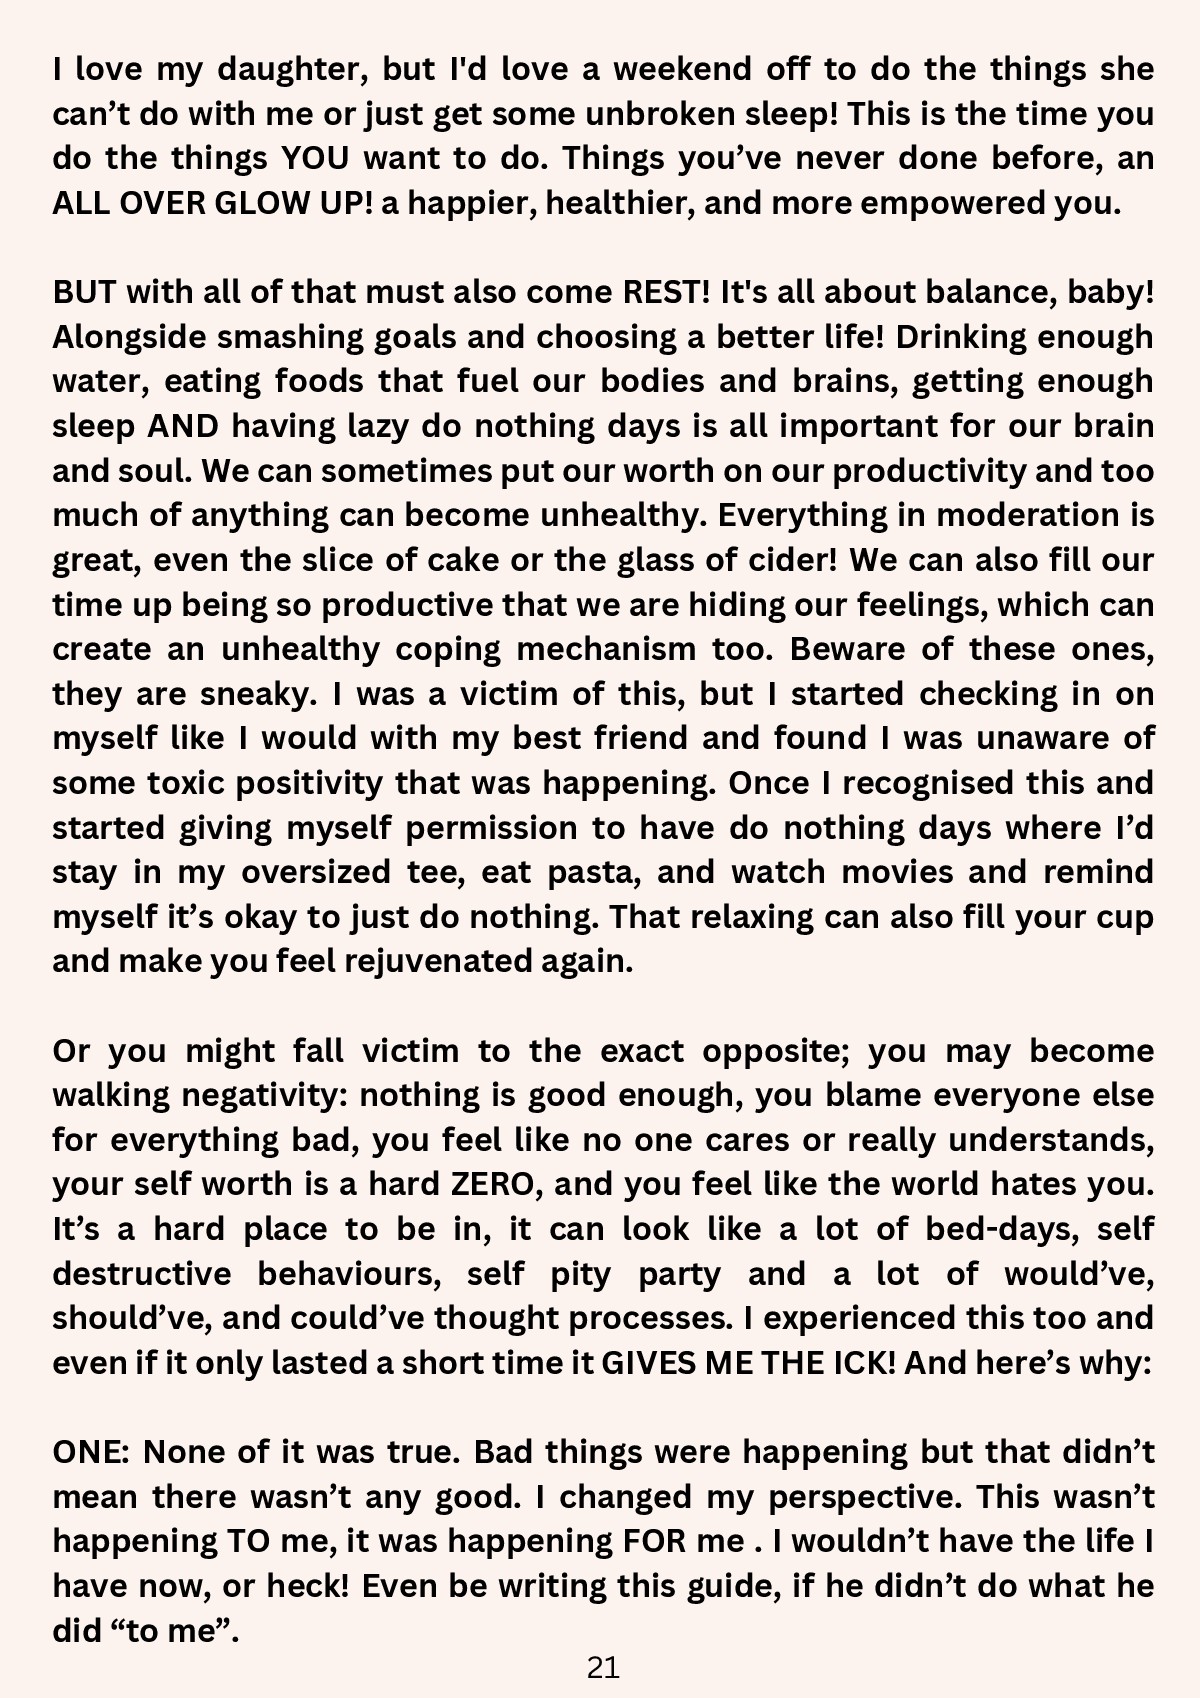 I love my daughter, but I'd love a weekend off to do the things she
can’t do with me or just get some unbroken sleep! This is the time you
do the things YOU want to do. Things you’ve never done before, an
ALL OVER GLOW UP! a happier, healthier, and more empowered you.
BUT with all of that must also come REST! It's all about balance, baby!
Alongside smashing goals and choosing a better life! Drinking enough
water, eating foods that fuel our bodies and brains, getting enough
sleep AND having lazy do nothing days is all important for our brain
and soul. We can sometimes put our worth on our productivity and too
much of anything can become unhealthy. Everything in moderation is
great, even the slice of cake or the glass of cider! We can also fill our
time up being so productive that we are hiding our feelings, which can
create an unhealthy coping mechanism too. Beware of these ones,
they are sneaky. I was a victim of this, but I started checking in on
myself like I would with my best friend and found I was unaware of
some toxic positivity that was happening. Once I recognised this and
started giving myself permission to have do nothing days where I’d
stay in my oversized tee, eat pasta, and watch movies and remind
myself it’s okay to just do nothing. That relaxing can also fill your cup
and make you feel rejuvenated again.
Or you might fall victim to the exact opposite; you may become
walking negativity: nothing is good enough, you blame everyone else
for everything bad, you feel like no one cares or really understands,
your self worth is a hard ZERO, and you feel like the world hates you.
It’s a hard place to be in, it can look like a lot of bed-days, self
destructive behaviours, self pity party and a lot of would’ve,
should’ve, and could’ve thought processes. I experienced this too and
even if it only lasted a short time it GIVES ME THE ICK! And here’s why:
ONE: None of it was true. Bad things were happening but that didn’t
mean there wasn’t any good. I changed my perspective. This wasn’t
happening TO me, it was happening FOR me . I wouldn’t have the life I
have now, or heck! Even be writing this guide, if he didn’t do what he
did “to me”.
21